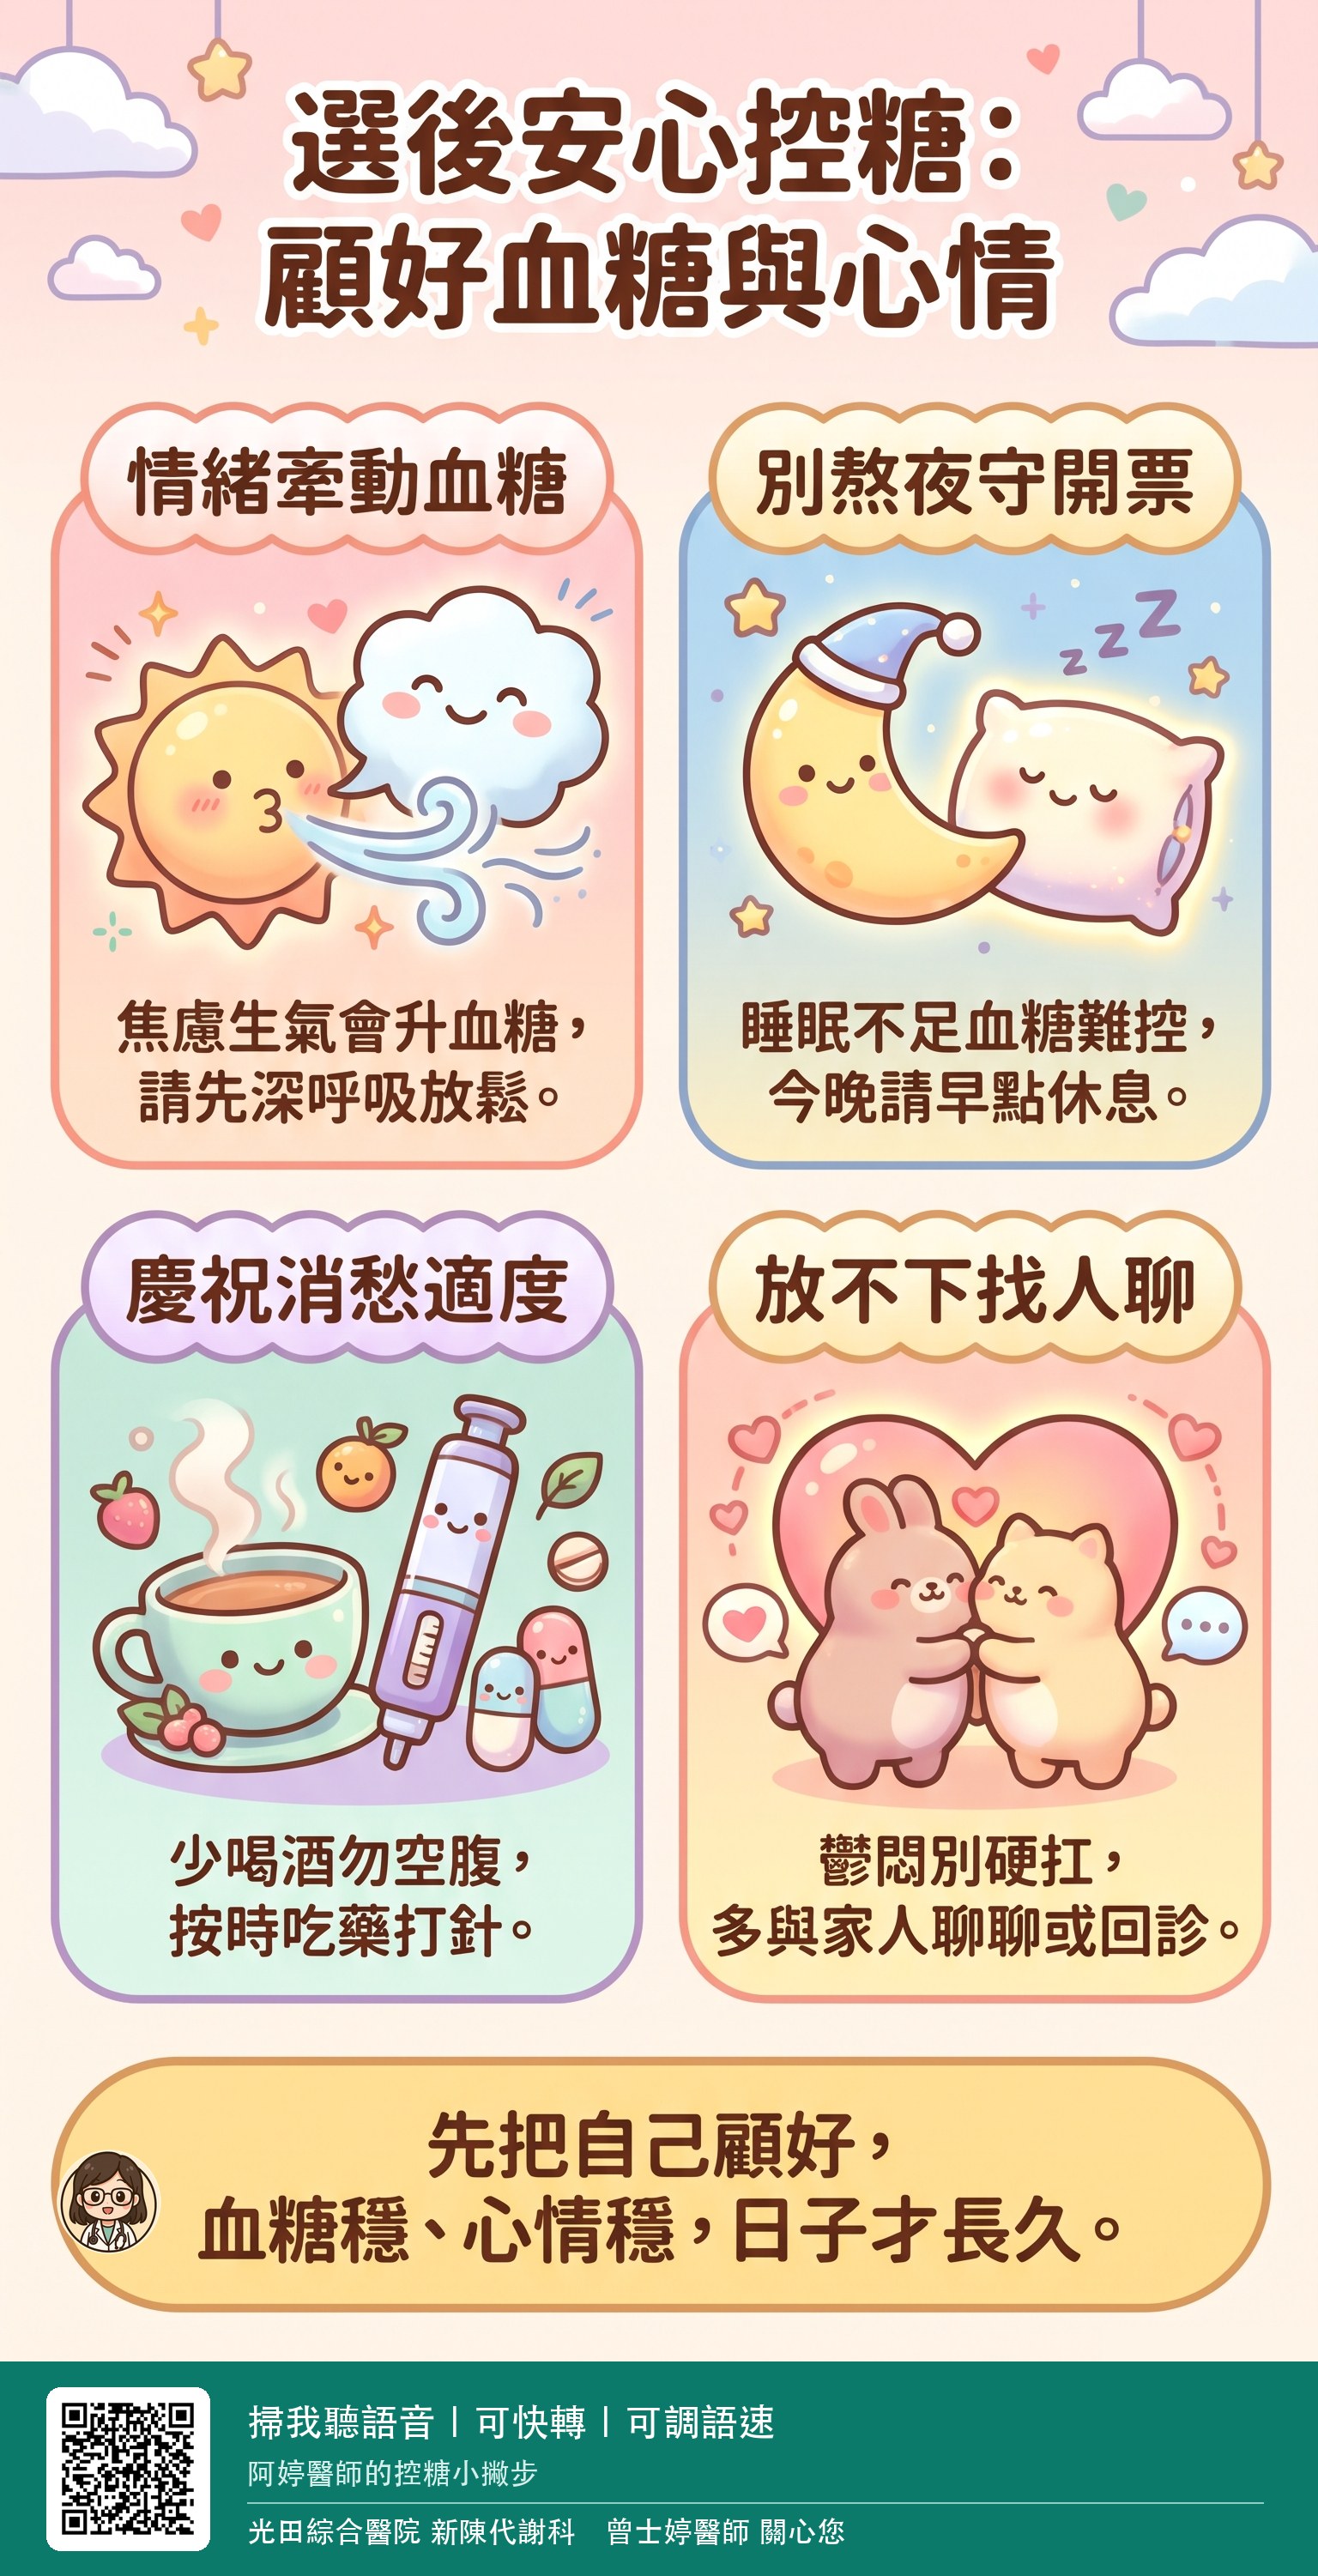 選後安心控糖：
顧好血糖與心情
情緒牽動血糖
焦慮生氣會升血糖，
請先深呼吸放鬆。
別熬夜守開票
z z Z
睡眠不足血糖難控，
今晚請早點休息。
慶祝消愁適度
少喝酒勿空腹，
按時吃藥打針。
放不下找人聊
鬱悶別硬扛，
多與家人聊聊或回診。
先把自己顧好，
血糖穩、心情穩，日子才長久。
掃我聽語音｜可快轉｜可調語速
阿婷醫師的控糖小撇步
光田綜合醫院 新陳代謝科　曾士婷醫師 關心您